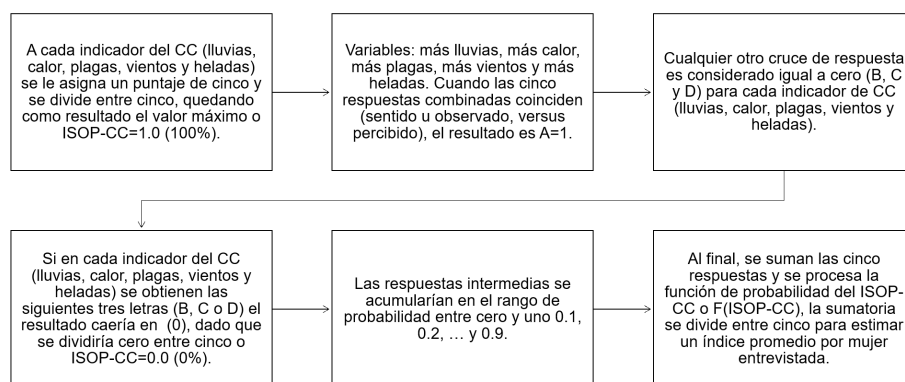 A cada indicador del CC (lluvias,
calor, plagas, vientos y heladas)
se le asigna un puntaje de cinco y
se divide entre cinco, quedando
como resultado el valor máximo o
ISOP-CC=1.0 (100%).
Variables: más lluvias, más calor,
más plagas, más vientos y más
heladas. Cuando las cinco
respuestas combinadas coinciden
(sentido u observado, versus
percibido), el resultado es A=1.
Cualquier otro cruce de respuesta
es considerado igual a cero (B, C
y D) para cada indicador de CC
(lluvias, calor, plagas, vientos y
heladas).
Si en cada indicador del CC
(lluvias, calor, plagas, vientos y
heladas) se obtienen las
siguientes tres letras (B, C o D) el
resultado caería en (0), dado que
se dividiría cero entre cinco o
ISOP-CC=0.0 (0%).
Las respuestas intermedias se
acumularían en el rango de
probabilidad entre cero y uno 0.1,
0.2, … y 0.9.
Al final, se suman las cinco
respuestas y se procesa la
función de probabilidad del ISOP-
CC o F(ISOP-CC), la sumatoria
se divide entre cinco para estimar
un índice promedio por mujer
entrevistada.